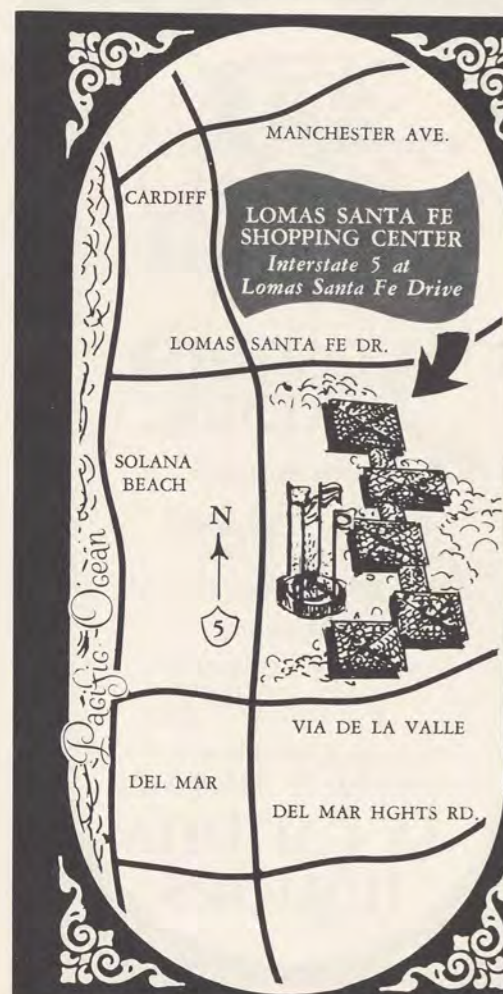 MANCHESTER AVE.
CARDIFF
LOMAS SANTA FE
SHOPPING CENTER
Interstate 5 at
Lomas Santa Fe Drive
LOMAS SANTA FE DR.
SOLANA
BEACH
N
5
Pacific Ocean
VIA DE LA VALLE
DEL MAR
DEL MAR HGHTS RD.